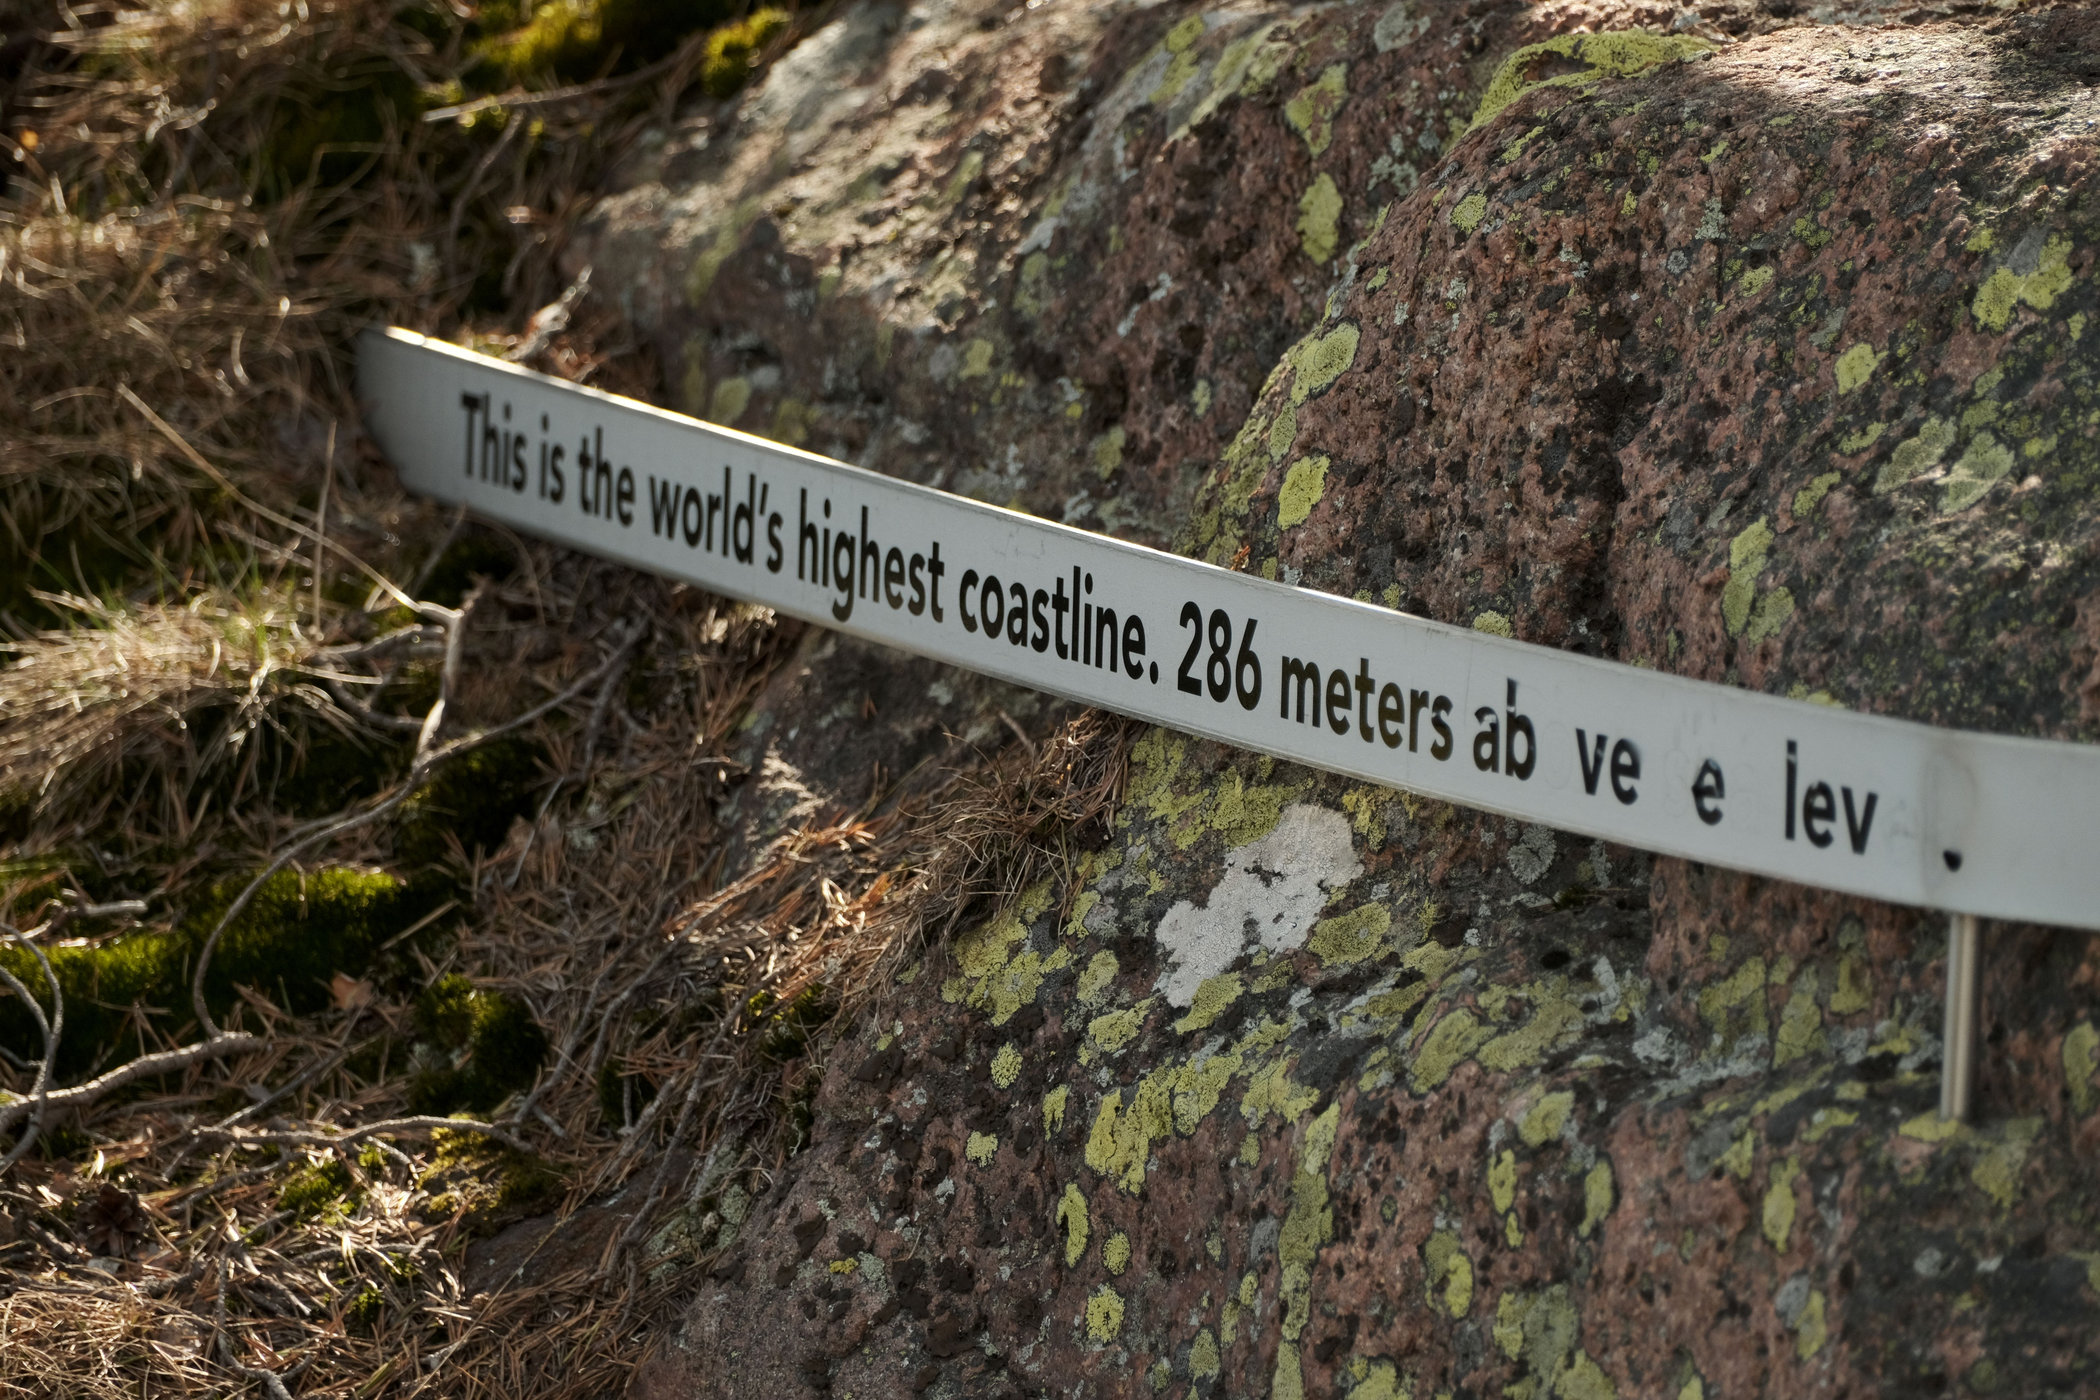 This is the world's highest coastline. 286 meters ab ve e lev .